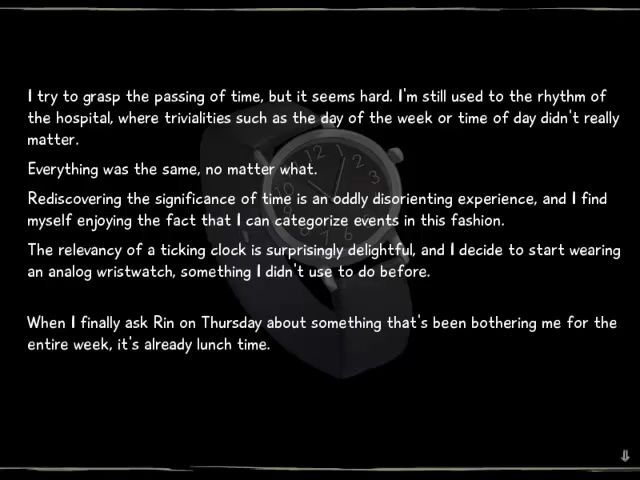 I try to grasp the passing of time, but it seems hard. I'm still used to the rhythm of
the hospital, where trivialities such as the day of the week or time of day didn't really
matter.
Everything was the same, no matter what.
Rediscovering the significance of time is an oddly disorienting experience, and I find
myself enjoying the fact that I can categorize events in this fashion.
The relevancy of a ticking clock is surprisingly delightful, and I decide to start wearing
an analog wristwatch, something I didn't use to do before.
When I finally ask Rin on Thursday about something that's been bothering me for the
entire week, it's already lunch time.